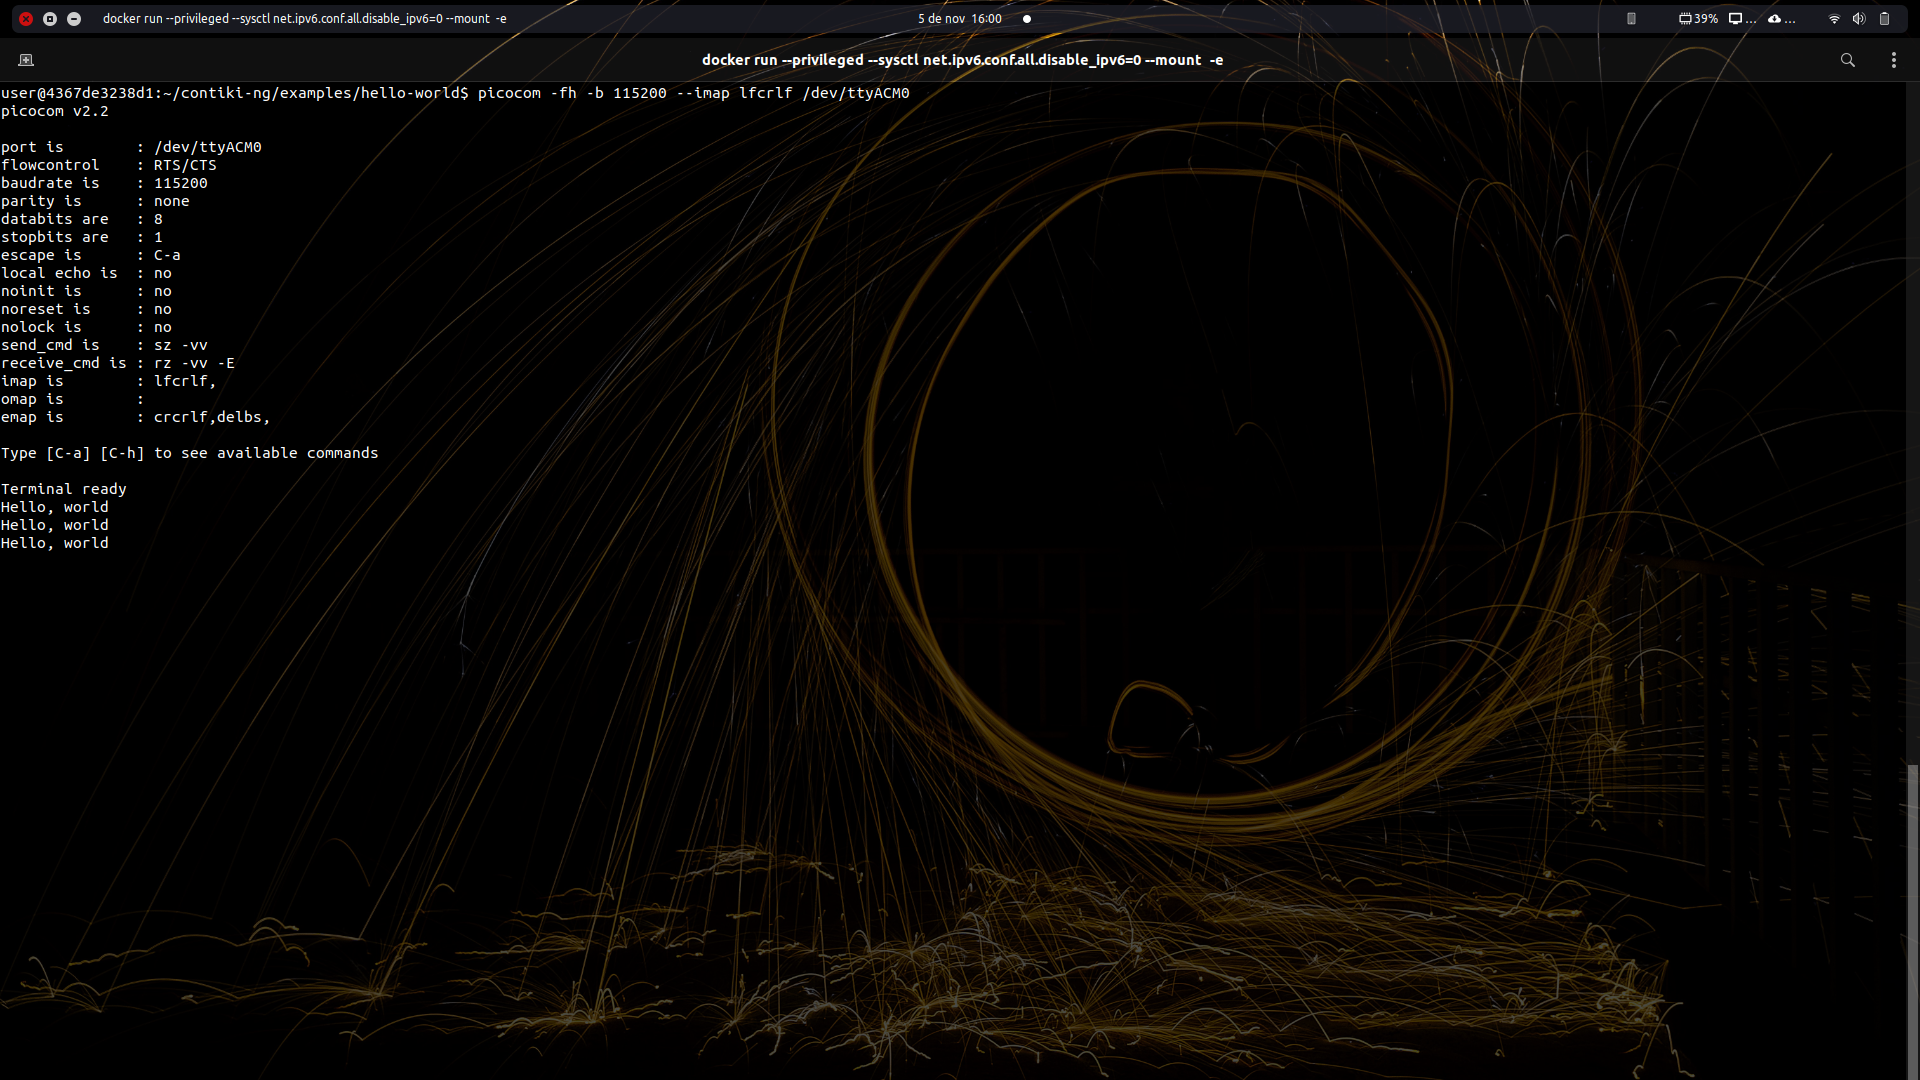 docker run --privileged --sysctl net.ipv6.conf.all.disable_ipv6=0 --mount -e
5 de nov 16:00
39% ... ...
docker run --privileged --sysctl net.ipv6.conf.all.disable_ipv6=0 --mount -e
user@4367de3238d1:~/contiki-ng/examples/hello-world$ picocom -fh -b 115200 --imap lfcrlf /dev/ttyACM0
picocom v2.2
port is        : /dev/ttyACM0
flowcontrol    : RTS/CTS
baudrate is    : 115200
parity is      : none
databits are   : 8
stopbits are   : 1
escape is      : C-a
local echo is  : no
noinit is      : no
noreset is     : no
nolock is      : no
send_cmd is    : sz -vv
receive_cmd is : rz -vv -E
imap is        : lfcrlf,
omap is        :
emap is        : crcrlf,delbs,
Type [C-a] [C-h] to see available commands
Terminal ready
Hello, world
Hello, world
Hello, world